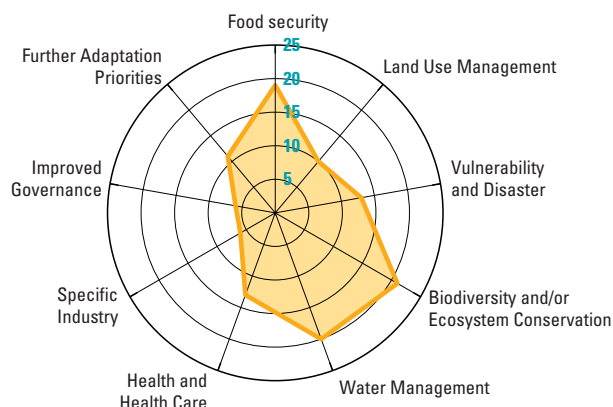 Food security
25
20
15
10
5
Land Use Management
Vulnerability
and Disaster
Biodiversity and/or
Ecosystem Conservation
Water Management
Health and
Health Care
Specific
Industry
Improved
Governance
Further Adaptation
Priorities